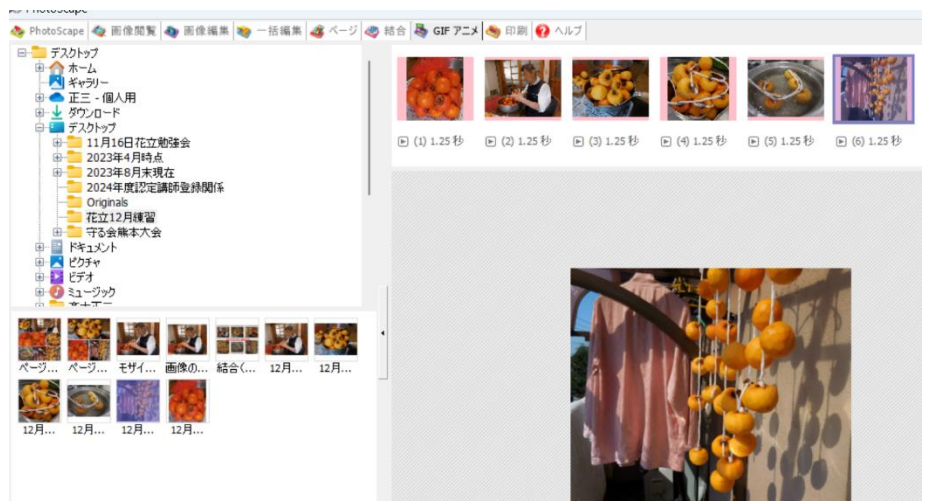 PhotoScape
PhotoScape 画像閲覧 画像編集 一括編集 ページ 結合 GIF アニメ 印刷 ヘルプ
デスクトップ
ホーム
ギャラリー
正三 - 個人用
ダウンロード
デスクトップ
11月16日花立勉強会
2023年4月時点
2023年8月末現在
2024年度認定講師登録関係
Originals
花立12月練習
守る会熊本大会
ドキュメント
ピクチャ
ビデオ
ミュージック
(1) 1.25 秒 (2) 1.25 秒 (3) 1.25 秒 (4) 1.25 秒 (5) 1.25 秒 (6) 1.25 秒
ページ... ページ... モザイ... 画像の... 結合(... 12月... 12月...
12月... 12月... 12月... 12月...